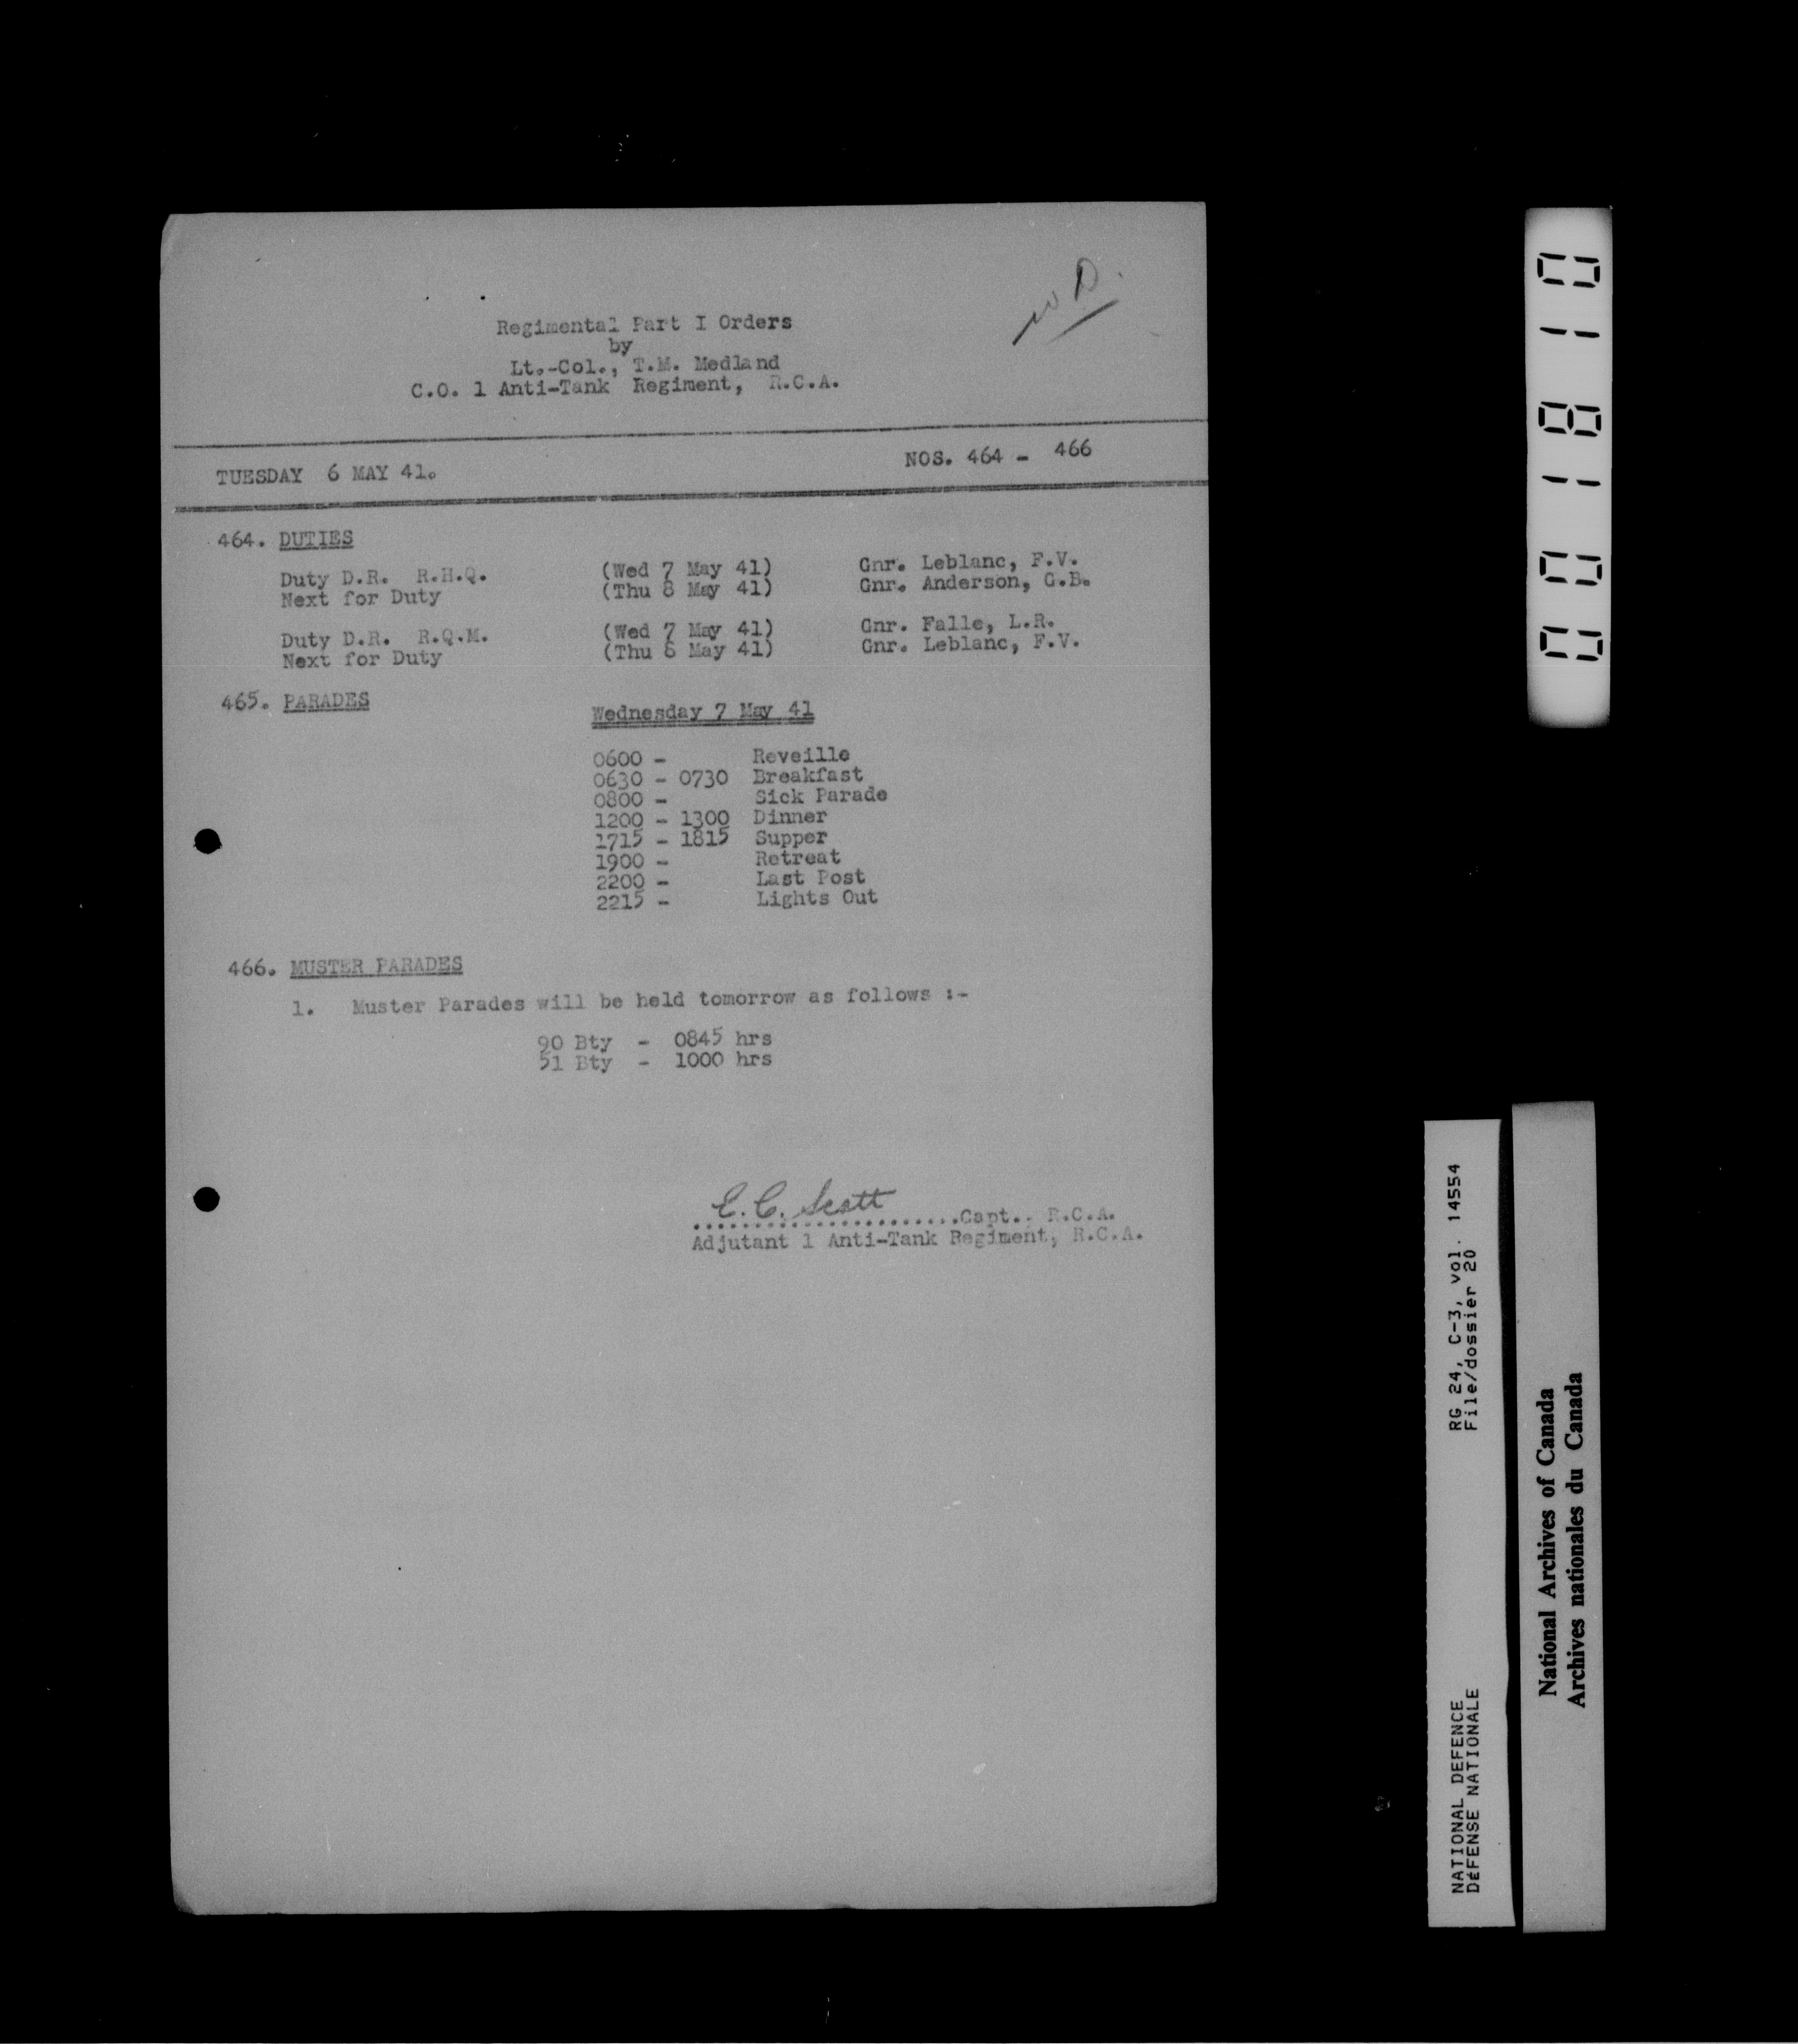 W D.
Regimental Part I Orders
by
Lt.-Col., T.M. Medland
C.O. 1 Anti-Tank Regiment, R.C.A.
TUESDAY 6 MAY 41. NOS. 464 - 466
464. DUTIES
Duty D.R. R.H.Q. (Wed 7 May 41) Gnr. Leblanc, F.V.
Next for Duty (Thu 8 May 41) Gnr. Anderson, G.B.
Duty D.R. R.Q.M. (Wed 7 May 41) Gnr. Falle, L.R.
Next for Duty (Thu 8 May 41) Gnr. Leblanc, F.V.
465. PARADES
Wednesday 7 May 41
0600 - Reveille
0630 - 0730 Breakfast
0800 - Sick Parade
1200 - 1300 Dinner
1715 - 1815 Supper
1900 - Retreat
2200 - Last Post
2215 - Lights Out
466. MUSTER PARADES
1. Muster Parades will be held tomorrow as follows :-
90 Bty - 0845 hrs
51 Bty - 1000 hrs
E.C. Scott
......................Capt.. R.C.A.
Adjutant 1 Anti-Tank Regiment, R.C.A.
001810
RG 24, C-3, vol. 14554
File/dossier 20
NATIONAL DEFENCE
DÉFENSE NATIONALE
National Archives of Canada
Archives nationales du Canada